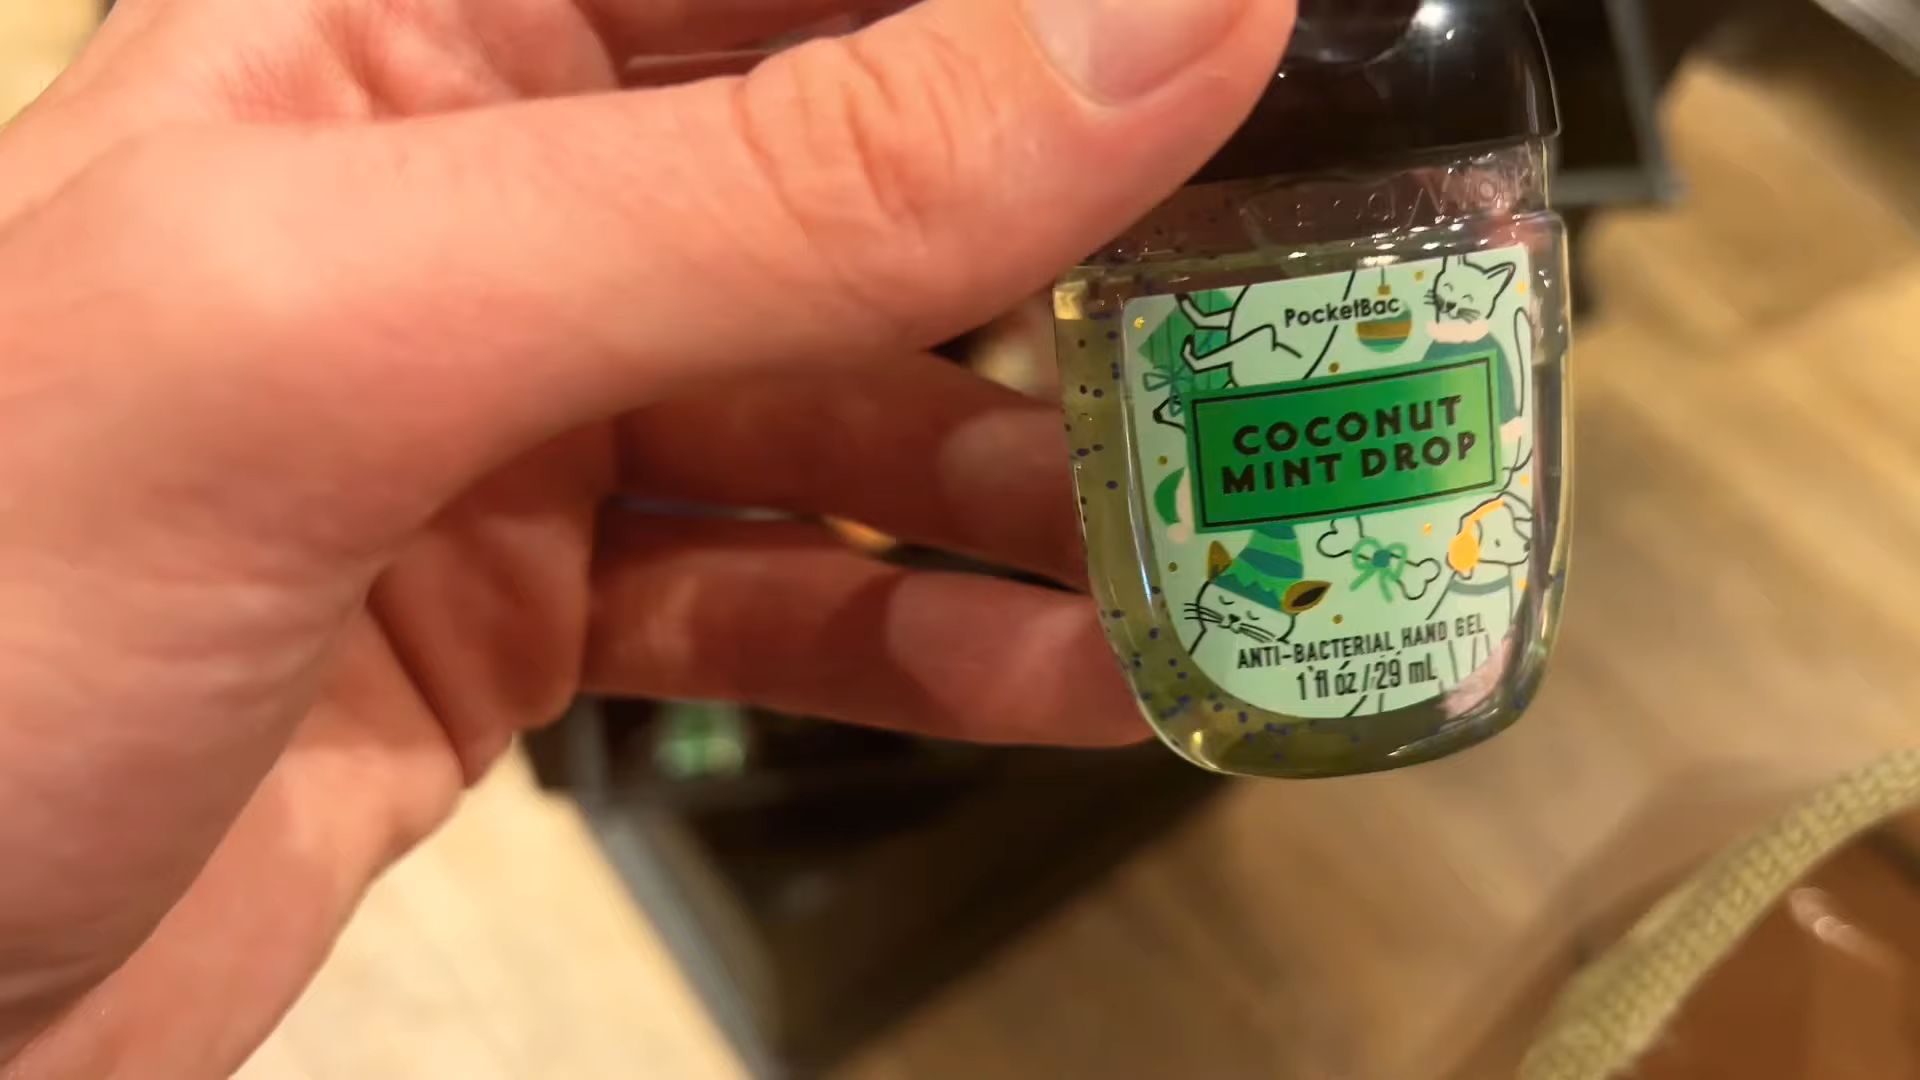 PocketBac
COCONUT
MINT DROP
ANTI-BACTERIAL HAND GEL
1 fl oz / 29 mL